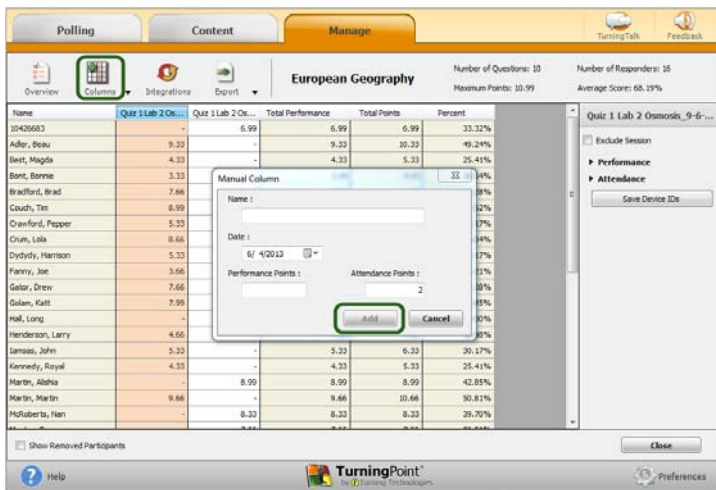 Polling Content Manage TurningTalk Feedback
Overview Columns Integrations Export European Geography Number of Questions: 10 Number of Responders: 16
Maximum Points: 10.99 Average Score: 68.19%
Name Quiz 1 Lab 2 Os... Quiz 1 Lab 2 Os... Total Performance Total Points Percent
10426683 - 6.99 6.99 6.99 33.32%
Adler, Beau 9.33 - 9.33 10.33 49.24%
Best, Magda 4.33 - 4.33 5.33 25.41%
Bont, Bonnie 3.33
Bradford, Brad 7.66
Couch, Tim 8.99
Crawford, Pepper 5.33
Crum, Lola 8.66
Dydydy, Harrison 5.33
Fanny, Joe 3.66
Gator, Drew 7.66
Golam, Katt 7.99
Hall, Long -
Henderson, Larry 4.66
Iamsas, John 5.33 - 5.33 6.33 30.17%
Kennedy, Royal 4.33 - 4.33 5.33 25.41%
Martin, Alishia - 8.99 8.99 8.99 42.85%
Martin, Martin 9.66 - 9.66 10.66 50.81%
McRoberts, Nan - 8.33 8.33 8.33 39.70%
Manual Column
Name :
Date :
6/ 4/2013
Performance Points : Attendance Points :
2
Add Cancel
Quiz 1 Lab 2 Osmosis_9-6-...
Exclude Session
Performance
Attendance
Save Device IDs
Show Removed Participants Close
? Help TurningPoint Preferences
by Turning Technologies